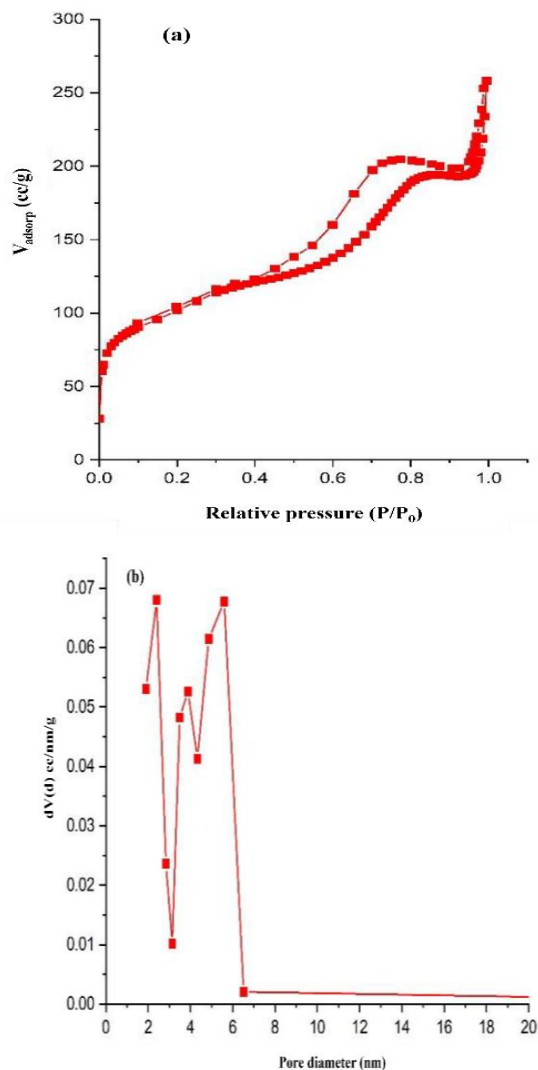 (a)
300
250
200
150
100
50
0
V_adsorp (cc/g)
0.0 0.2 0.4 0.6 0.8 1.0
Relative pressure (P/P₀)
(b)
0.07
0.06
0.05
0.04
0.03
0.02
0.01
0.00
dV(d) cc/nm/g
0 2 4 6 8 10 12 14 16 18 20
Pore diameter (nm)